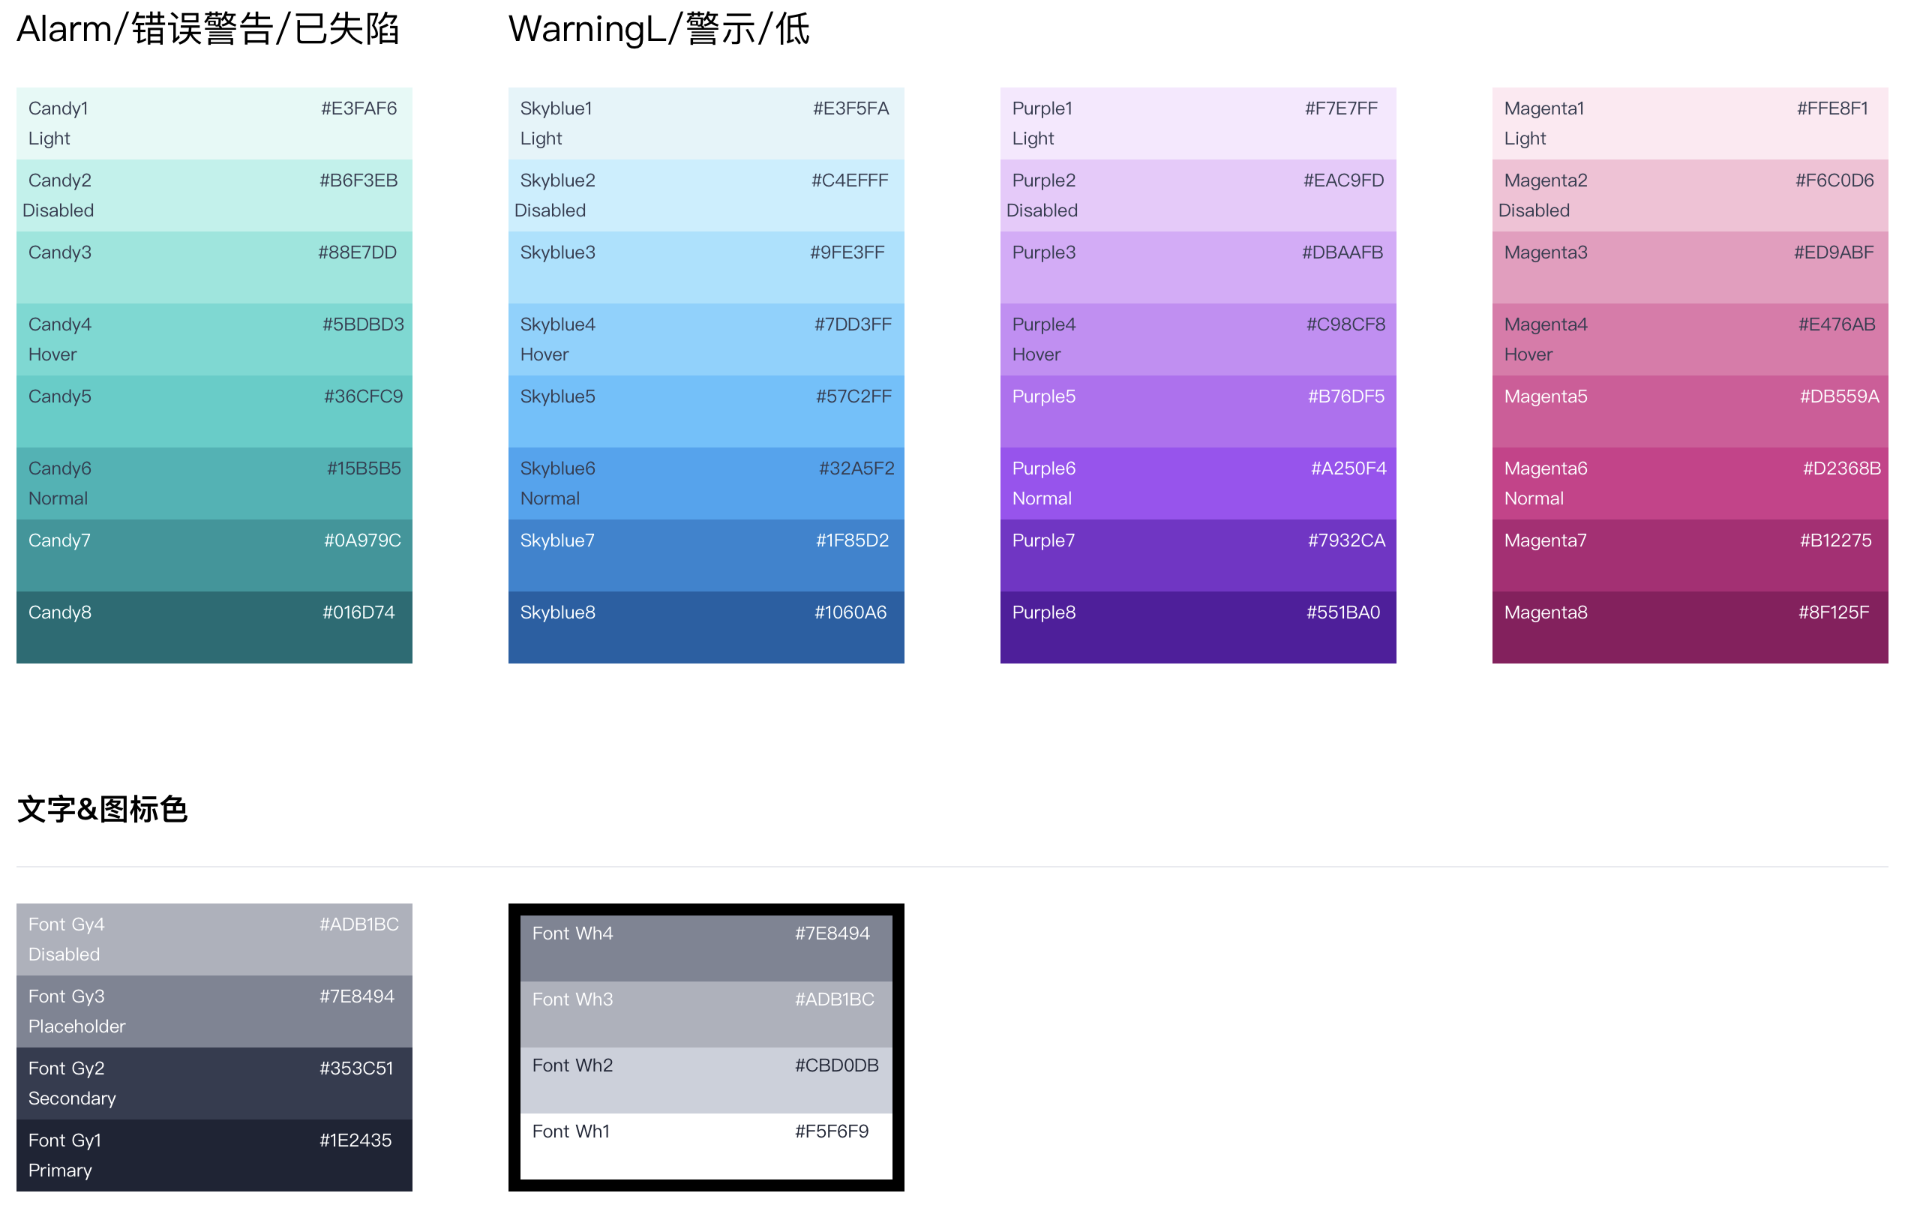 Alarm/错误警告/已失陷
WarningL/警示/低
Candy1 #E3FAF6
Light
Candy2 #B6F3EB
Disabled
Candy3 #88E7DD
Candy4 #5BDBD3
Hover
Candy5 #36CFC9
Candy6 #15B5B5
Normal
Candy7 #0A979C
Candy8 #016D74
Skyblue1 #E3F5FA
Light
Skyblue2 #C4EFFF
Disabled
Skyblue3 #9FE3FF
Skyblue4 #7DD3FF
Hover
Skyblue5 #57C2FF
Skyblue6 #32A5F2
Normal
Skyblue7 #1F85D2
Skyblue8 #1060A6
Purple1 #F7E7FF
Light
Purple2 #EAC9FD
Disabled
Purple3 #DBAAFB
Purple4 #C98CF8
Hover
Purple5 #B76DF5
Purple6 #A250F4
Normal
Purple7 #7932CA
Purple8 #551BA0
Magenta1 #FFE8F1
Light
Magenta2 #F6C0D6
Disabled
Magenta3 #ED9ABF
Magenta4 #E476AB
Hover
Magenta5 #DB559A
Magenta6 #D2368B
Normal
Magenta7 #B12275
Magenta8 #8F125F
文字&图标色
Font Gy4 #ADB1BC
Disabled
Font Gy3 #7E8494
Placeholder
Font Gy2 #353C51
Secondary
Font Gy1 #1E2435
Primary
Font Wh4 #7E8494
Font Wh3 #ADB1BC
Font Wh2 #CBD0DB
Font Wh1 #F5F6F9